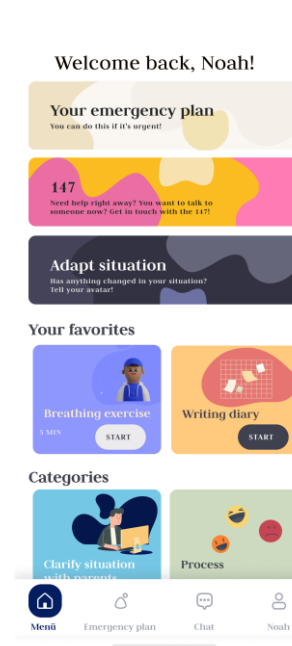 Welcome back, Noah!
Your emergency plan
You can do this if it's urgent!
147
Need help right away? You want to talk to
someone now? Get in touch with the 147!
Adapt situation
Has anything changed in your situation?
Tell your avatar!
Your favorites
Breathing exercise
5 MIN
START
Writing diary
START
Categories
Clarify situation
with parents
Process
Menü
Emergency plan
Chat
Noah